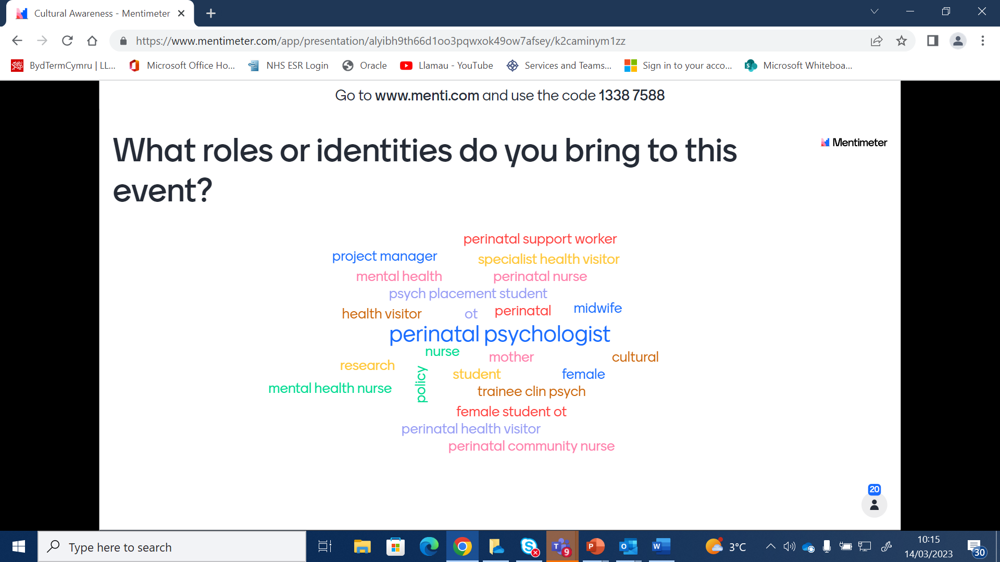 Cultural Awareness - Mentimeter
https://www.mentimeter.com/app/presentation/alyibh9th66d1oo3pqwxok49ow7afsey/k2caminym1zz
BydTermCymru | LL... Microsoft Office Ho... NHS ESR Login Oracle Llamau - YouTube Services and Teams... Sign in to your acco... Microsoft Whiteboa...
Go to www.menti.com and use the code 1338 7588
What roles or identities do you bring to this
event?
Mentimeter
perinatal support worker
project manager
specialist health visitor
mental health
perinatal nurse
psych placement student
midwife
health visitor
ot
perinatal
perinatal psychologist
nurse
mother
cultural
research
policy
student
female
mental health nurse
trainee clin psych
female student ot
perinatal health visitor
perinatal community nurse
20
Type here to search
9
3°C
10:15
14/03/2023
30